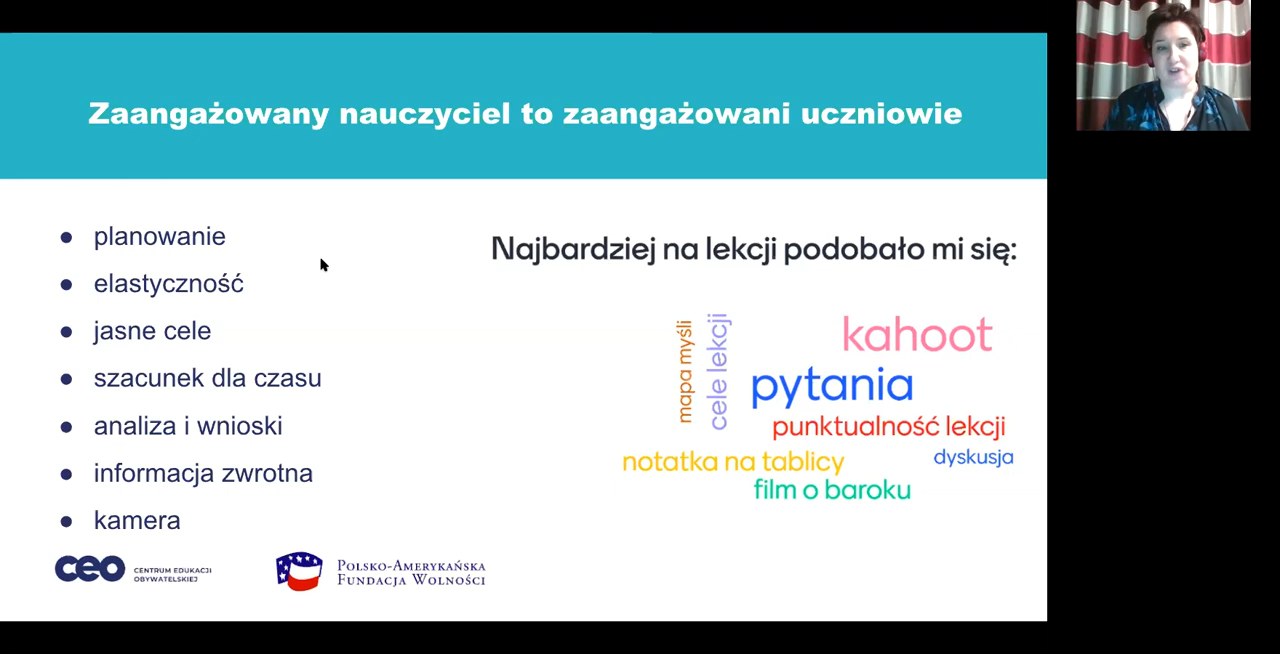 Zaangażowany nauczyciel to zaangażowani uczniowie
planowanie
elastyczność
jasne cele
szacunek dla czasu
analiza i wnioski
informacja zwrotna
kamera
Najbardziej na lekcji podobało mi się:
mapa myśli
cele lekcji
kahoot
pytania
punktualność lekcji
notatka na tablicy
dyskusja
film o baroku
CEO
CENTRUM EDUKACJI
OBYWATELSKIEJ
POLSKO-AMERYKAŃSKA
FUNDACJA WOLNOŚCI